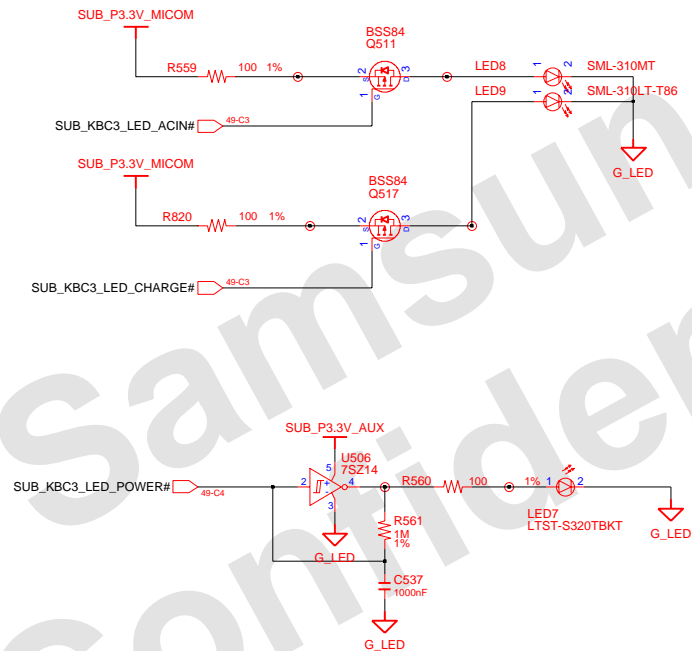 SUB_P3.3V_MICOM
BSS84
Q511
R559 100 1% 2 S D 3 LED8 1 2 SML-310MT
1 G LED9 1 2 SML-310LT-T86
SUB_KBC3_LED_ACIN# 49-C3
G_LED
SUB_P3.3V_MICOM
BSS84
Q517
R820 100 1% 2 S D 3
1 G
SUB_KBC3_LED_CHARGE# 49-C3
Samsun
Confiden
SUB_P3.3V_AUX
5 U506
7SZ14
SUB_KBC3_LED_POWER# 49-C4 2 + - 4 R560 100 1% 1 2
3
LED7
LTST-S320TBKT
R561
1M
1%
G_LED
G_LED
C537
1000nF
G_LED